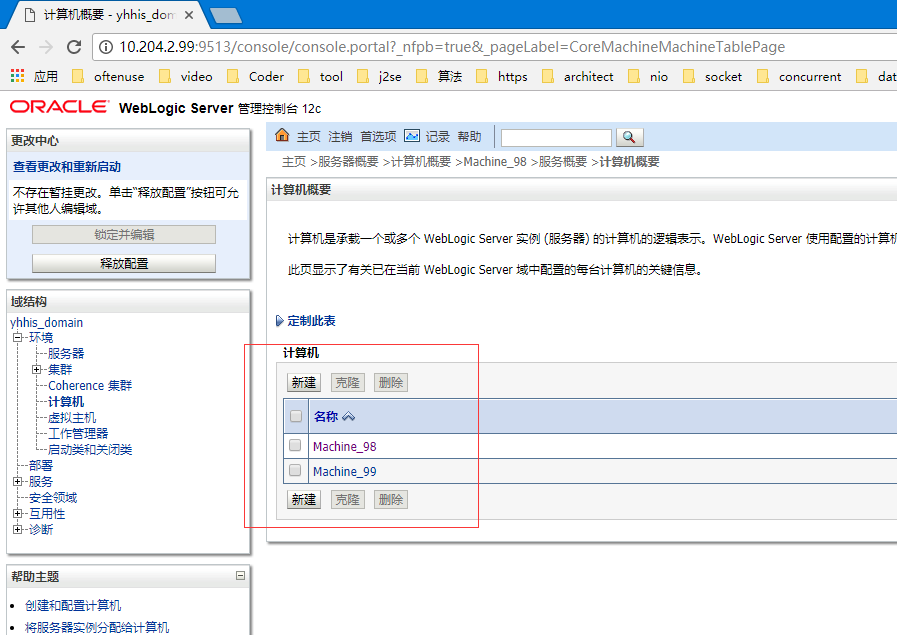 计算机概要 - yhhis_don
10.204.2.99:9513/console/console.portal?_nfpb=true&_pageLabel=CoreMachineMachineTablePage
应用 oftenuse video Coder tool j2se 算法 https architect nio socket concurrent dat
ORACLE WebLogic Server 管理控制台 12c
更改中心
查看更改和重新启动
不存在暂挂更改。单击“释放配置”按钮可允
许其他人编辑域。
锁定并编辑
释放配置
域结构
yhhis_domain
环境
服务器
集群
Coherence 集群
计算机
虚拟主机
工作管理器
启动类和关闭类
部署
服务
安全领域
互用性
诊断
帮助主题
创建和配置计算机
将服务器实例分配给计算机
主页 注销 首选项 记录 帮助
主页 >服务器概要 >计算机概要 >Machine_98 >服务概要 >计算机概要
计算机概要
计算机是承载一个或多个 WebLogic Server 实例 (服务器) 的计算机的逻辑表示。WebLogic Server 使用配置的计算机
此页显示了有关已在当前 WebLogic Server 域中配置的每台计算机的关键信息。
定制此表
计算机
新建 克隆 删除
名称
Machine_98
Machine_99
新建 克隆 删除